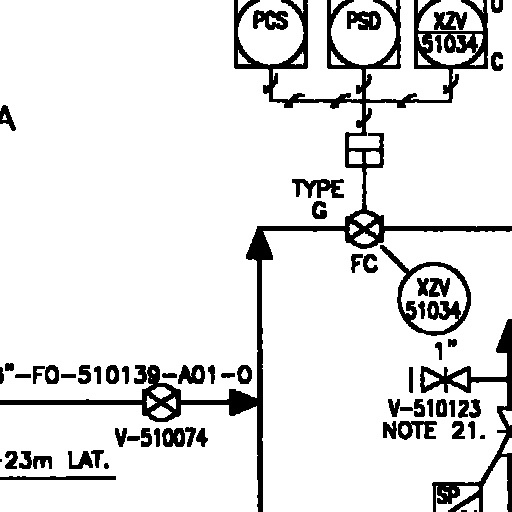 PCS
PSD
XZV
51034
C
A
TYPE
G
FC
XZV
51034
1"
"-FO-510139-A01-0
V-510123
NOTE 21.
V-510074
-23m LAT.
SP